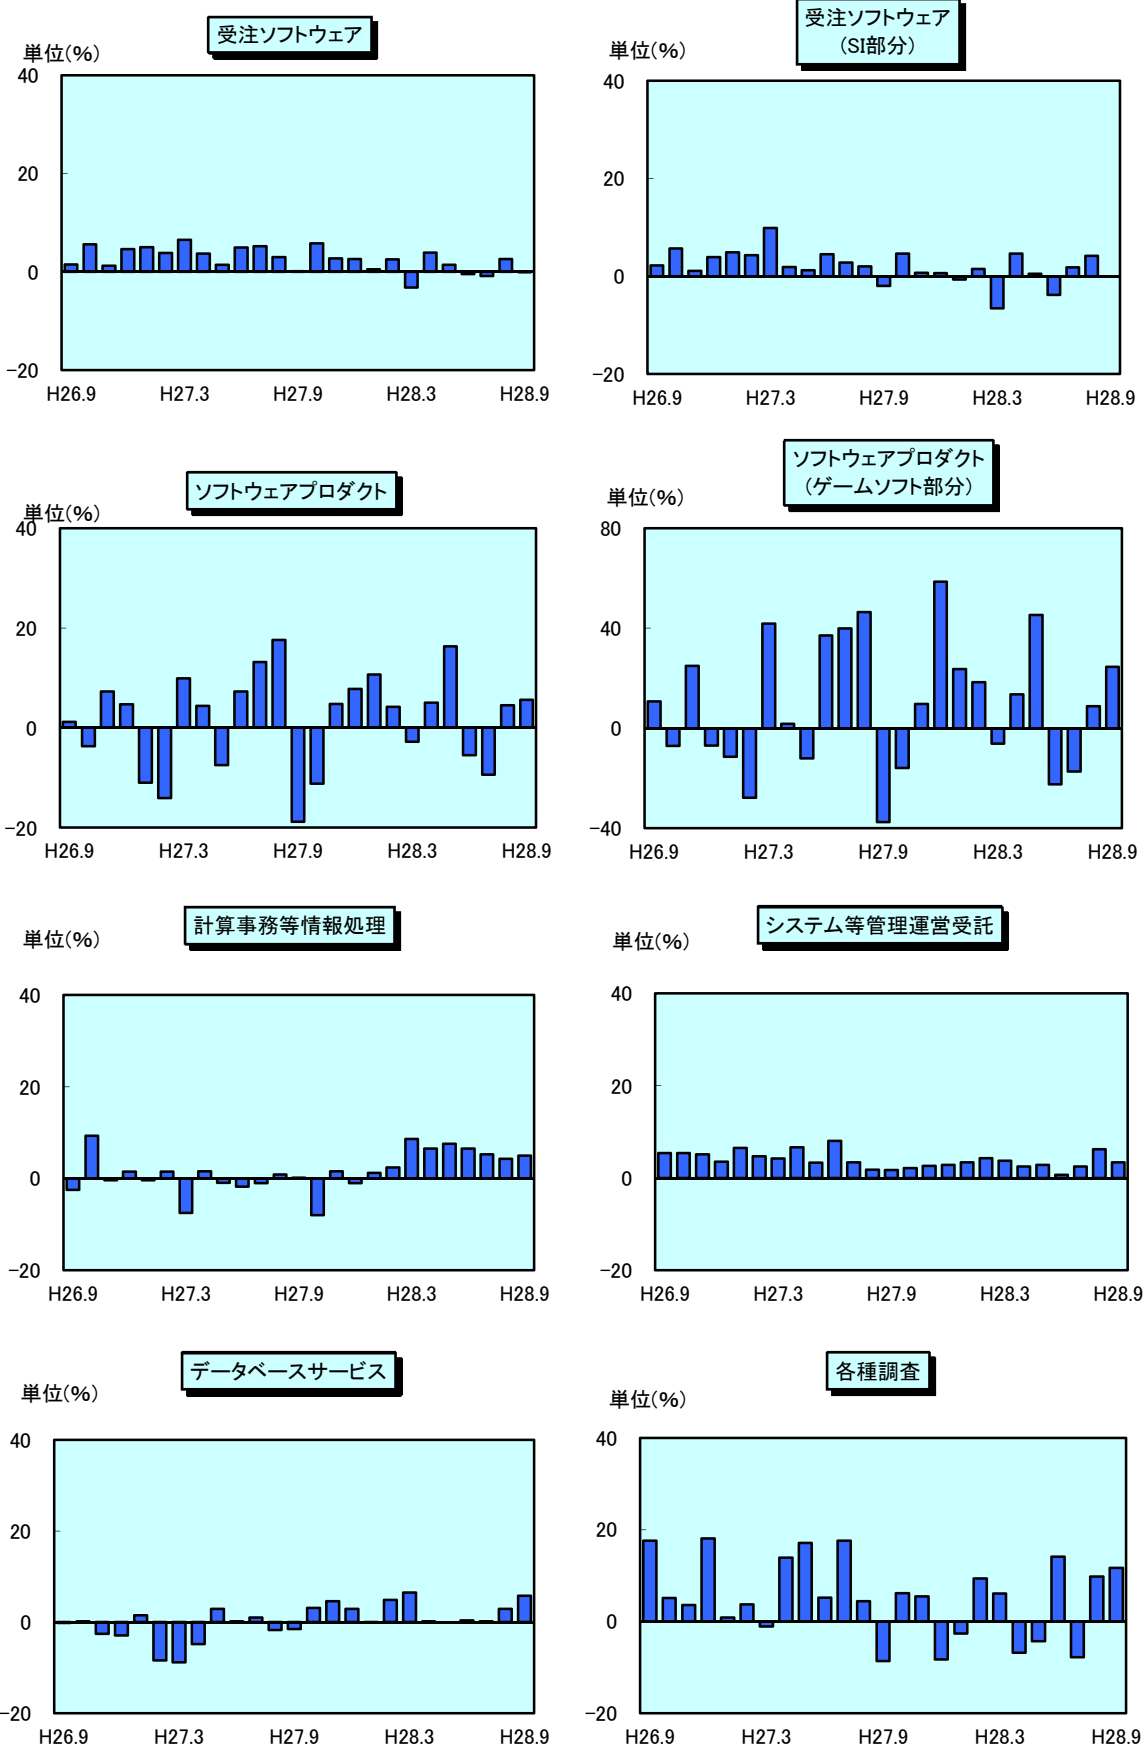 受注ソフトウェア
単位(%)
40
20
0
-20
H26.9 H27.3 H27.9 H28.3 H28.9
受注ソフトウェア
(SI部分)
単位(%)
40
20
0
-20
H26.9 H27.3 H27.9 H28.3 H28.9
ソフトウェアプロダクト
単位(%)
40
20
0
-20
H26.9 H27.3 H27.9 H28.3 H28.9
ソフトウェアプロダクト
(ゲームソフト部分)
単位(%)
80
40
0
-40
H26.9 H27.3 H27.9 H28.3 H28.9
計算事務等情報処理
単位(%)
40
20
0
-20
H26.9 H27.3 H27.9 H28.3 H28.9
システム等管理運営受託
単位(%)
40
20
0
-20
H26.9 H27.3 H27.9 H28.3 H28.9
データベースサービス
単位(%)
40
20
0
-20
H26.9 H27.3 H27.9 H28.3 H28.9
各種調査
単位(%)
40
20
0
-20
H26.9 H27.3 H27.9 H28.3 H28.9